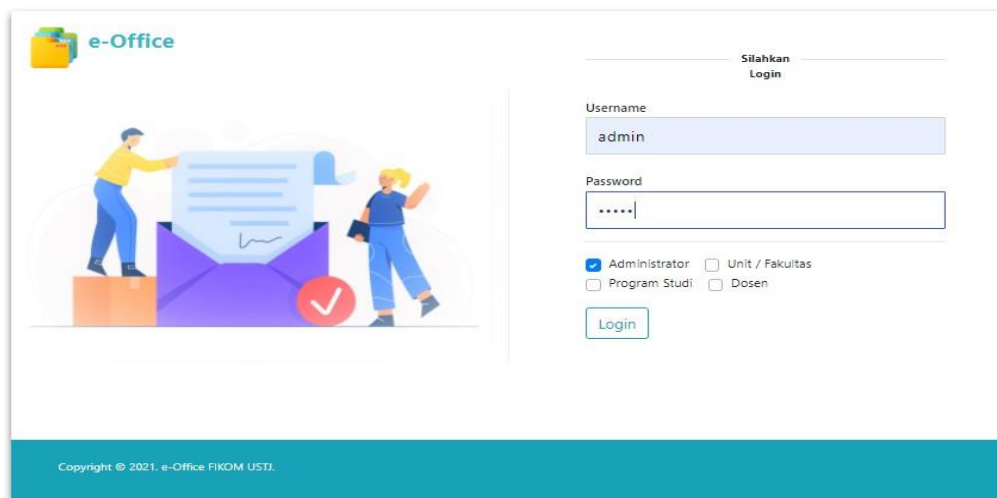 e-Office
Silahkan
Login
Username
admin
Password
•••••
Administrator Unit / Fakultas
Program Studi Dosen
Login
Copyright © 2021. e-Office FIKOM USTJ.